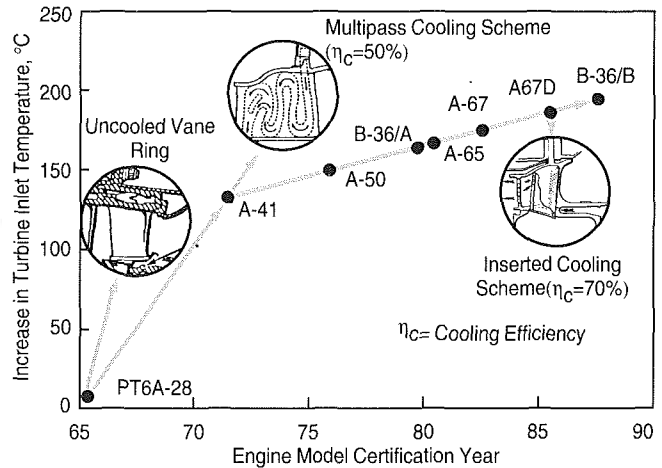 Multipass Cooling Scheme
(ηC=50%)
Uncooled Vane
Ring
B-36/B
A67D
A-67
B-36/A
A-65
A-50
A-41
Inserted Cooling
Scheme(ηC=70%)
ηC= Cooling Efficiency
PT6A-28
Increase in Turbine Inlet Temperature, °C
250
200
150
100
50
0
65
70
75
80
85
90
Engine Model Certification Year